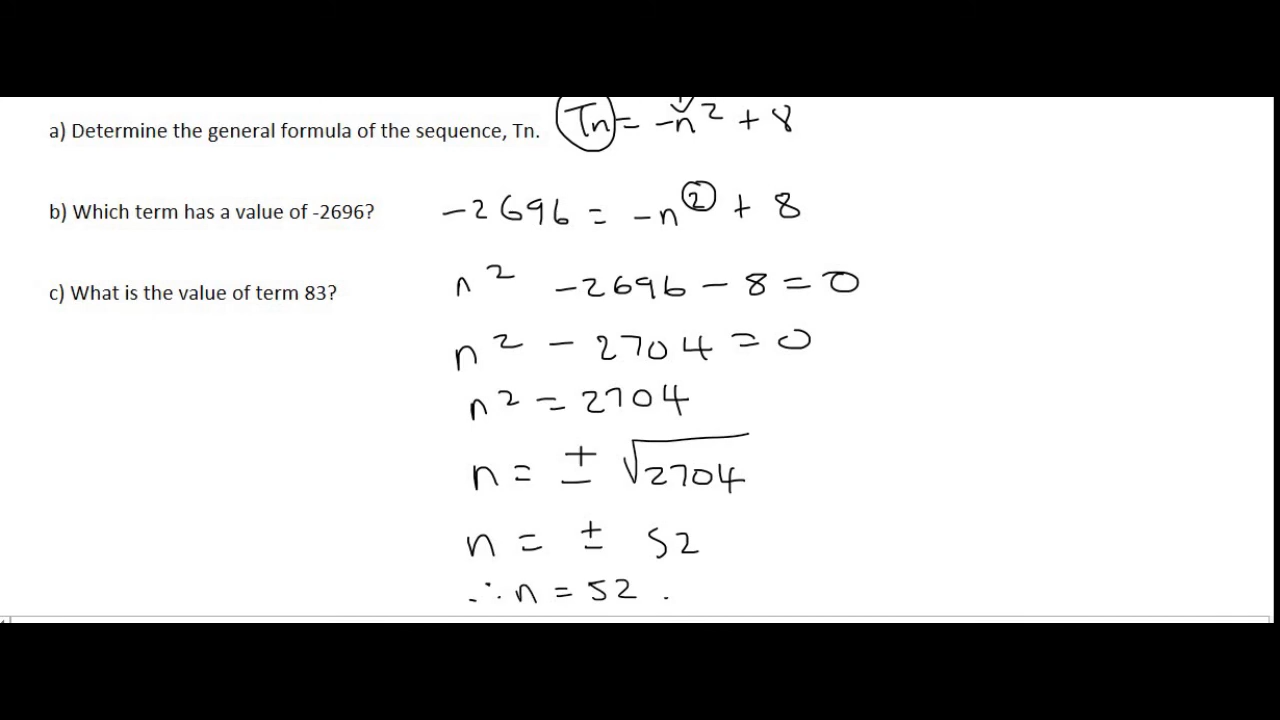 a) Determine the general formula of the sequence, Tn. Tn = -n² + 8
b) Which term has a value of -2696? -2696 = -n² + 8
c) What is the value of term 83? n² -2696 - 8 = 0
n² - 2704 = 0
n² = 2704
n = ± √2704
n = ± 52
∴ n = 52 .